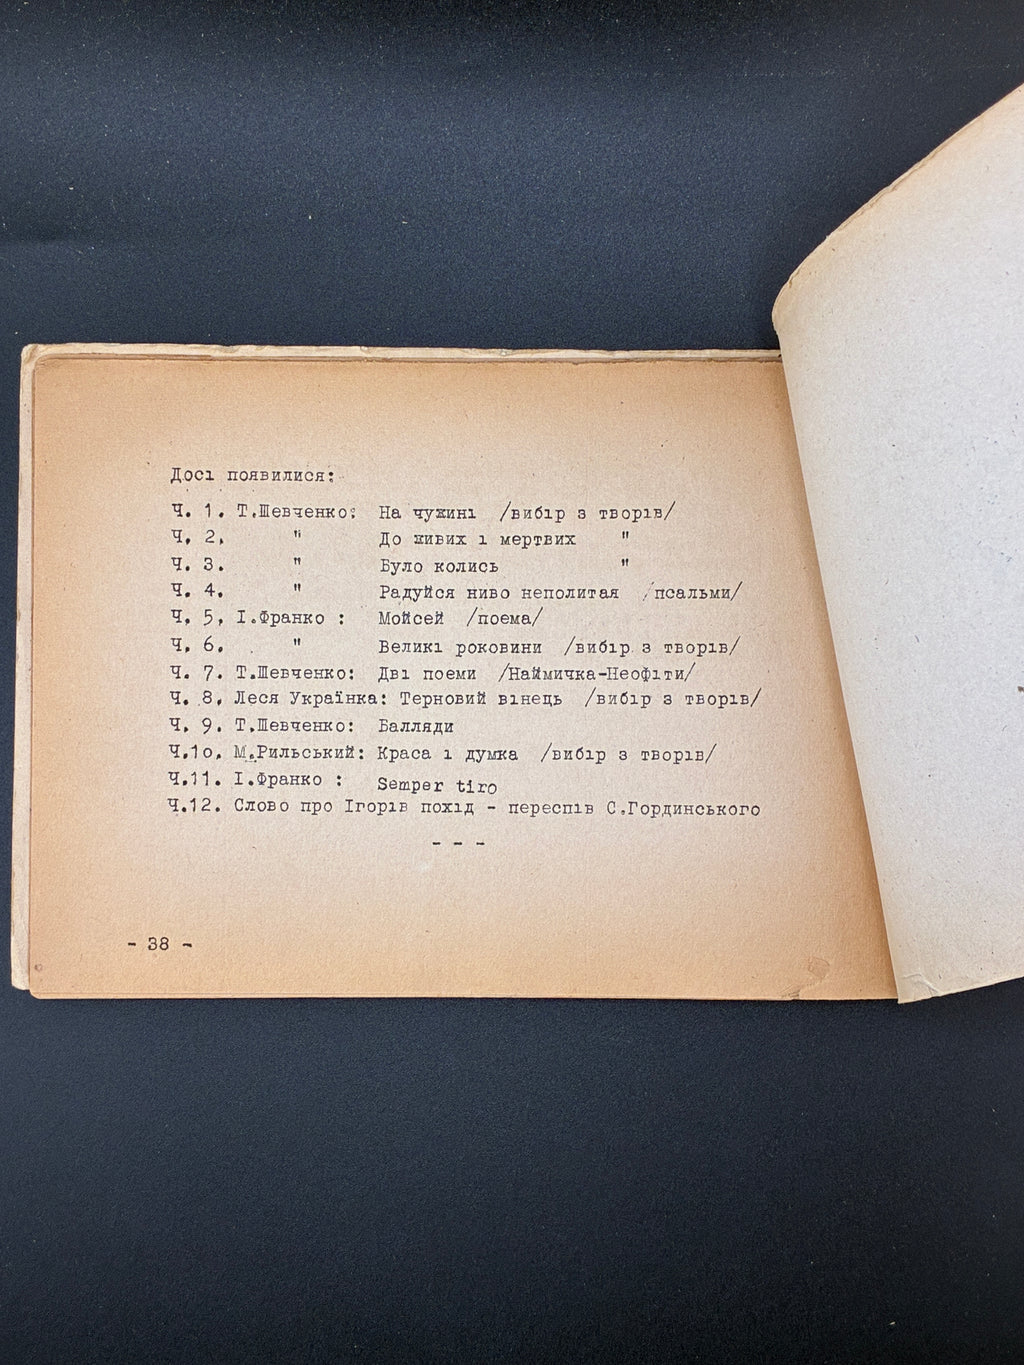 Досі появилися:
Ч. 1. Т.Шевченко: На чужині /вибір з творів/
Ч. 2. " До живих і мертвих "
Ч. 3. " Було колись "
Ч. 4. " Радуйся ниво неполитая /псальми/
Ч. 5. І.Франко : Мойсей /поема/
Ч. 6. " Великі роковини /вибір з творів/
Ч. 7. Т.Шевченко: Дві поеми /Наймичка-Неофіти/
Ч. 8. Леся Українка: Терновий вінець /вибір з творів/
Ч. 9. Т.Шевченко: Балляди
Ч.1о. М.Рильський: Краса і думка /вибір з творів/
Ч.11. І.Франко : Semper tiro
Ч.12. Слово про Ігорів похід - переспів С.Гординського
- - -
- 38 -